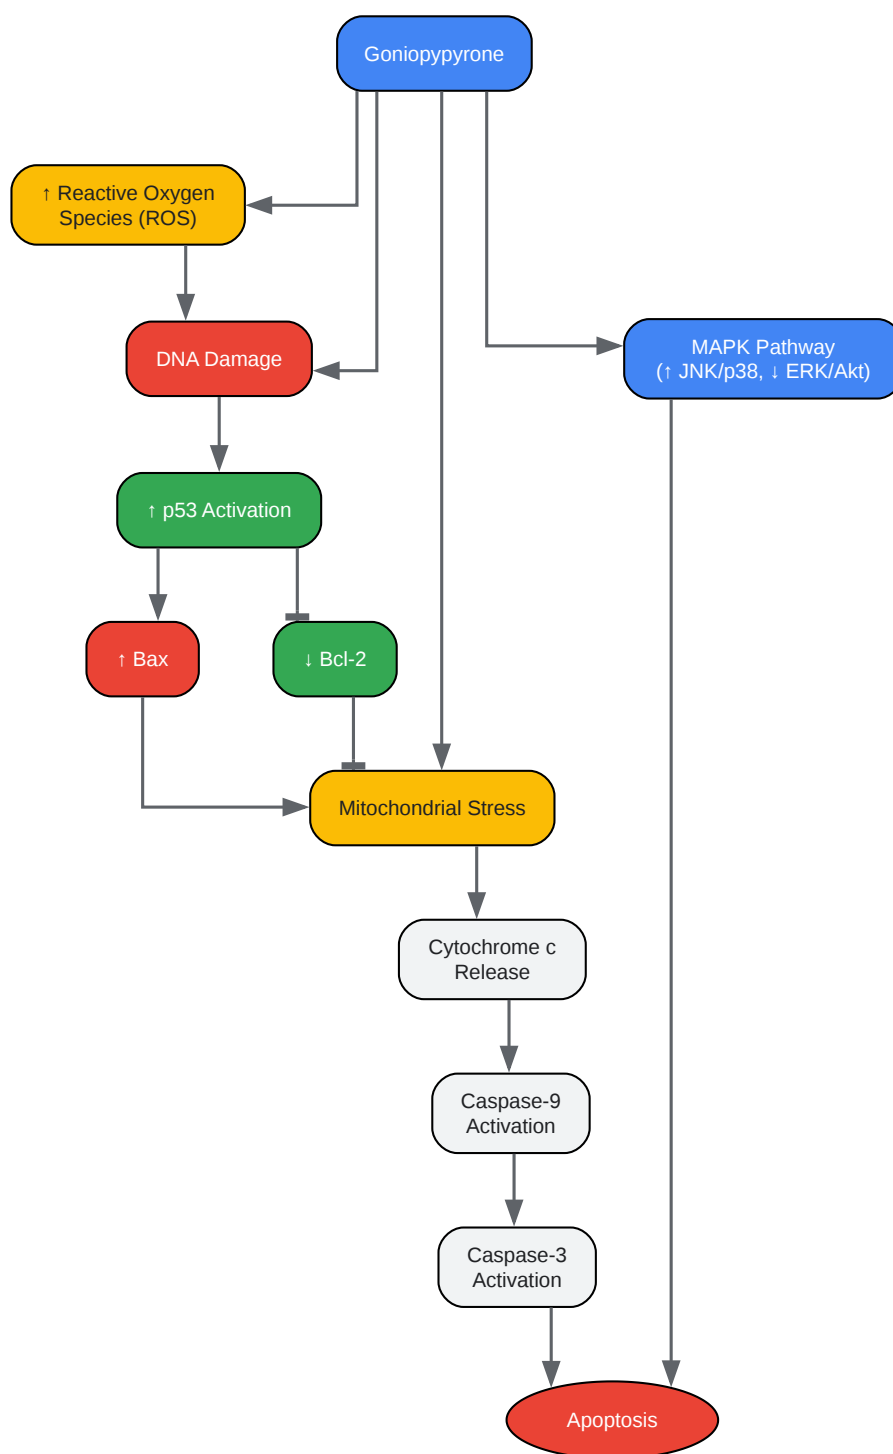 Goniopypyrone
↑ Reactive Oxygen
Species (ROS)
DNA Damage
MAPK Pathway
(↑ JNK/p38, ↓ ERK/Akt)
↑ p53 Activation
↑ Bax
↓ Bcl-2
Mitochondrial Stress
Cytochrome c
Release
Caspase-9
Activation
Caspase-3
Activation
Apoptosis